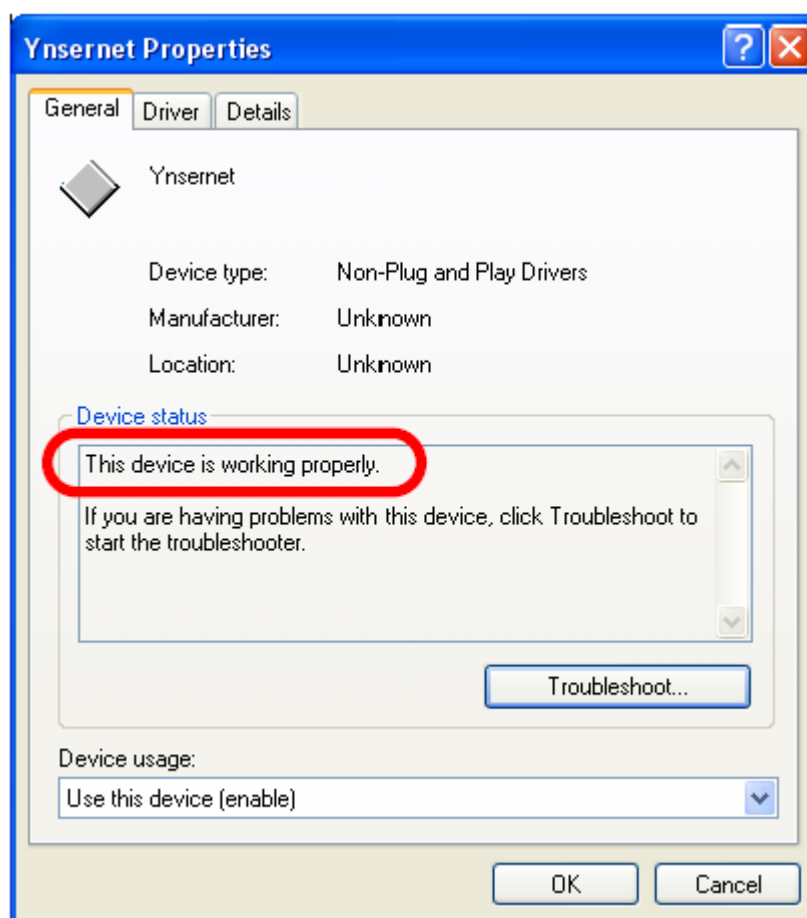 Ynsernet Properties
General Driver Details
Ynsernet
Device type: Non-Plug and Play Drivers
Manufacturer: Unknown
Location: Unknown
Device status
This device is working properly.
If you are having problems with this device, click Troubleshoot to
start the troubleshooter.
Troubleshoot...
Device usage:
Use this device (enable)
OK Cancel